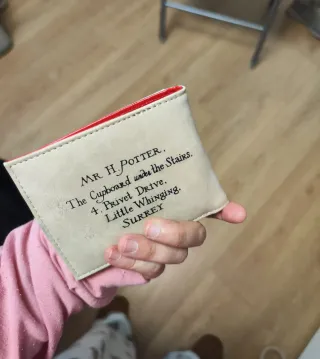 MR H POTTER,
The Cupboard under the Stairs,
4, Privet Drive,
Little Whinging,
SURREY